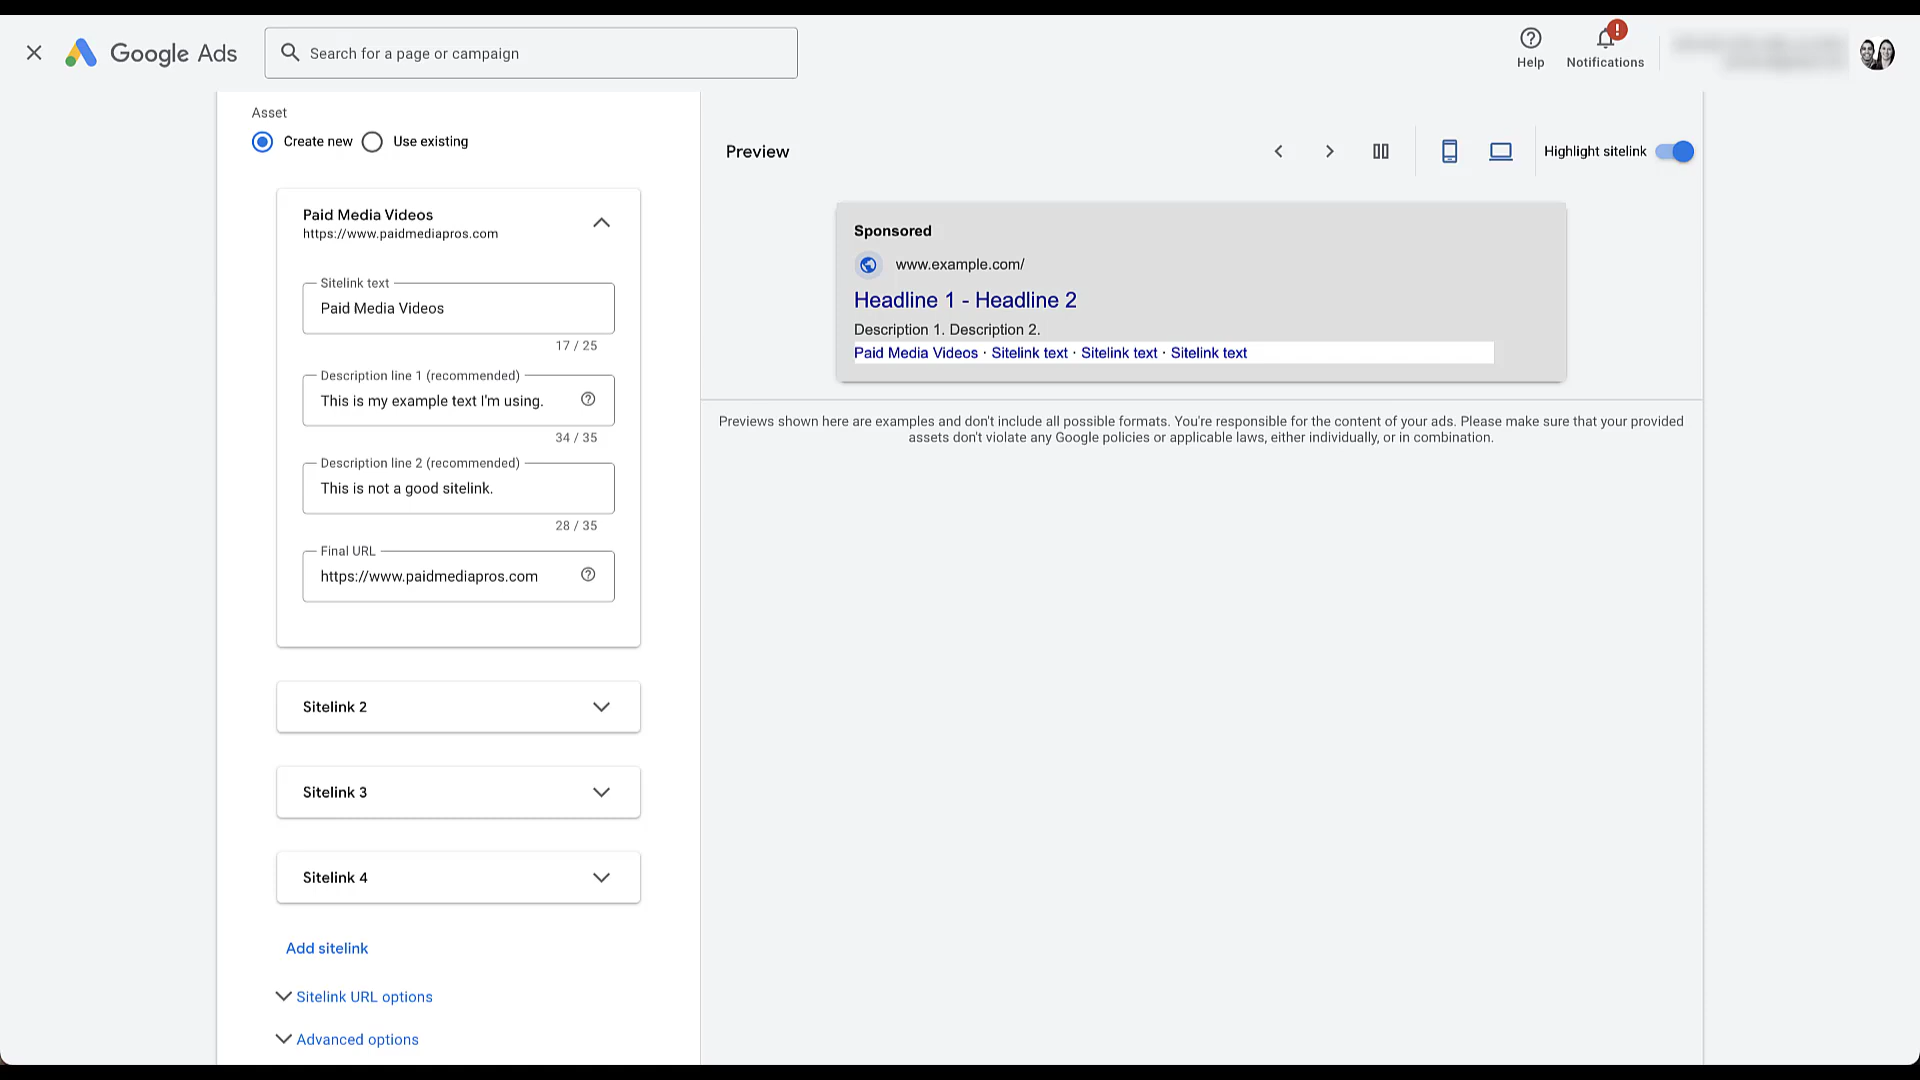 Google Ads
Search for a page or campaign
Help
Notifications
!
Asset
Create new
Use existing
Paid Media Videos
https://www.paidmediapros.com
Sitelink text
Paid Media Videos
17 / 25
Description line 1 (recommended)
This is my example text I'm using.
34 / 35
Description line 2 (recommended)
This is not a good sitelink.
28 / 35
Final URL
https://www.paidmediapros.com
Sitelink 2
Sitelink 3
Sitelink 4
Add sitelink
Sitelink URL options
Advanced options
Preview
Highlight sitelink
Sponsored
www.example.com/
Headline 1 - Headline 2
Description 1. Description 2.
Paid Media Videos · Sitelink text · Sitelink text · Sitelink text
Previews shown here are examples and don't include all possible formats. You're responsible for the content of your ads. Please make sure that your provided
assets don't violate any Google policies or applicable laws, either individually, or in combination.